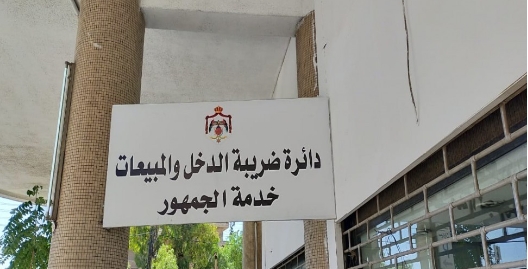 دائرة ضريبة الدخل والمبيعات
خدمة الجمهور